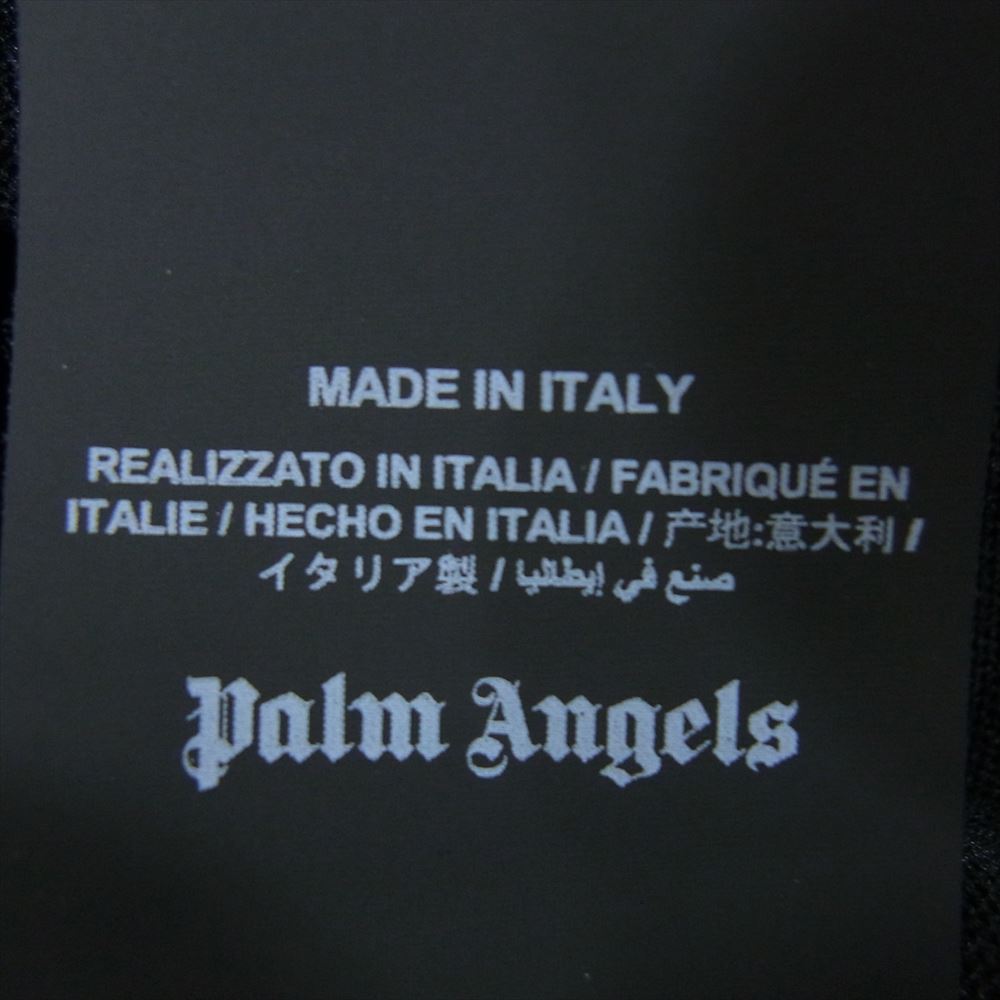 MADE IN ITALY
REALIZZATO IN ITALIA / FABRIQUÉ EN
ITALIE / HECHO EN ITALIA / 产地:意大利 /
イタリア製 / صنع في إيطاليا
Palm Angels